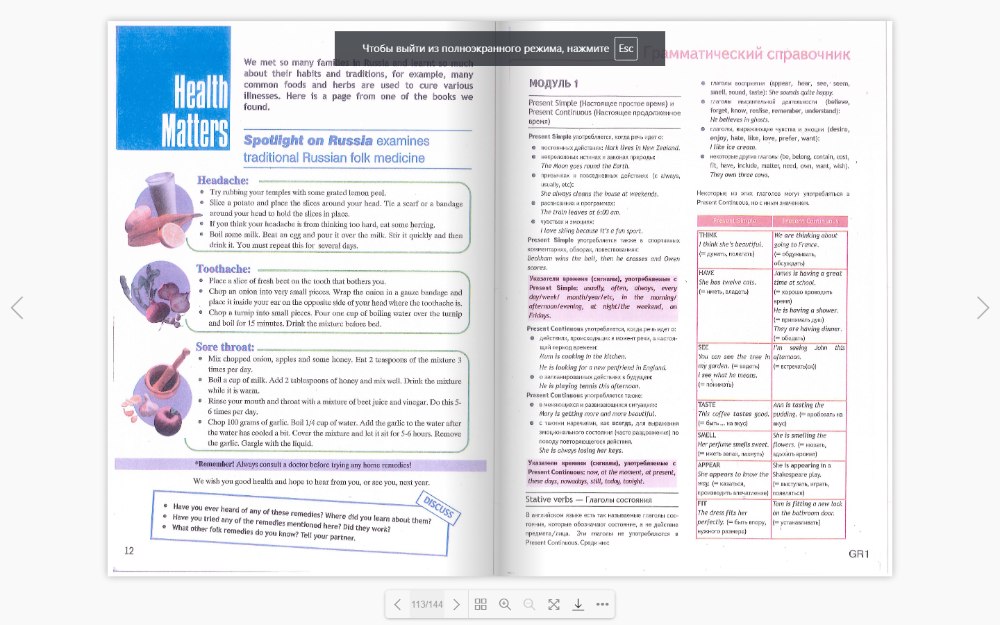 Чтобы выйти из полноэкранного режима, нажмите Esc
Health
Matters
We met so many families in Russia and learnt so much
about their habits and traditions, for example, many
common foods and herbs are used to cure various
illnesses. Here is a page from one of the books we
found.
Spotlight on Russia examines
traditional Russian folk medicine
Headache:
• Try rubbing your temples with some grated lemon peel.
• Slice a potato and place the slices around your head. Tie a scarf or a bandage
around your head to hold the slices in place.
• If you think your headache is from thinking too hard, eat some herring.
• Boil some milk. Beat an egg and pour it over the milk. Stir it quickly and then
drink it. You must repeat this for several days.
Toothache:
• Place a slice of fresh beet on the tooth that bothers you.
• Chop an onion into very small pieces. Wrap the onion in a gauze bandage and
place it inside your ear on the opposite side of your head where the toothache is.
• Chop a turnip into small pieces. Pour one cup of boiling water over the turnip
and boil for 15 minutes. Drink the mixture before bed.
Sore throat:
• Mix chopped onion, apples and some honey. Eat 2 teaspoons of the mixture 3
times per day.
• Boil a cup of milk. Add 2 tablespoons of honey and mix well. Drink the mixture
while it is warm.
• Rinse your mouth and throat with a mixture of beet juice and vinegar. Do this 5-
6 times per day.
• Chop 100 grams of garlic. Boil 1/4 cup of water. Add the garlic to the water after
the water has cooled a bit. Cover the mixture and let it sit for 5-6 hours. Remove
the garlic. Gargle with the liquid.
*Remember! Always consult a doctor before trying any home remedies!
We wish you good health and hope to hear from you, or see you, next year.
DISCUSS
• Have you ever heard of any of these remedies? Where did you learn about them?
• Have you tried any of the remedies mentioned here? Did they work?
• What other folk remedies do you know? Tell your partner.
12
Грамматический справочник
МОДУЛЬ 1
Present Simple (Настоящее простое время) и
Present Continuous (Настоящее продолженное
время)
Present Simple употребляется, когда речь идет о:
• постоянных действиях: Mark lives in New Zealand.
• непреложных истинах и законах природы:
The Moon goes round the Earth.
• привычках и повседневных действиях (с always,
usually, etc):
She always cleans the house at weekends.
• расписаниях и программах:
The train leaves at 6:00 am.
• чувствах и эмоциях:
I love skiing because it's a fun sport.
Present Simple употребляется также в спортивных
комментариях, обзорах, повествованиях:
Beckham wins the ball, then he crosses and Owen
scores.
Указатели времени (сигналы), употребляемые с
Present Simple: usually, often, always, every
day/week/ month/year/etc, in the morning/
afternoon/evening, at night/the weekend, on
Fridays.
Present Continuous употребляется, когда речь идет о:
• действиях, происходящих в момент речи, в настоя-
щий период времени:
Mum is cooking in the kitchen.
He is looking for a new penfriend in England.
• о запланированных действиях в будущем:
He is playing tennis this afternoon.
Present Continuous употребляется также:
• в меняющихся и развивающихся ситуациях:
Mary is getting more and more beautiful.
• с такими наречиями, как всегда, для выражения
эмоционального состояния (часто раздражения) по
поводу повторяющегося действия.
She is always losing her keys.
Указатели времени (сигналы), употребляемые с
Present Continuous: now, at the moment, at present,
these days, nowadays, still, today, tonight.
Stative verbs — Глаголы состояния
В английском языке есть так называемые глаголы сос-
тояния, которые обозначают состояние, а не действие
предмета/лица. Эти глаголы не употребляются в
Present Continuous. Среди них:
• глаголы восприятия (appear, hear, see, seem,
smell, sound, taste): She sounds quite happy.
• глаголы мыслительной деятельности (believe,
forget, know, realise, remember, understand):
He believes in ghosts.
• глаголы, выражающие чувства и эмоции (desire,
enjoy, hate, like, love, prefer, want):
I like ice cream.
• некоторые другие глаголы (be, belong, contain, cost,
fit, have, include, matter, need, own, want, wish).
They own three cows.
Некоторые из этих глаголов могут употребляться в
Present Continuous, но с иным значением.
Present Simple
Present Continuous
THINK
I think she's beautiful.
(= думать, полагать)
We are thinking about
going to France.
(= обдумывать,
обсуждать)
HAVE
She has twelve cats.
(= иметь, владеть)
James is having a great
time at school.
(= хорошо проводить
время)
He is having a shower.
(= принимать душ)
They are having dinner.
(= обедать)
SEE
You can see the tree in
my garden. (= видеть)
I see what he means.
(= понимать)
I'm seeing John this
afternoon.
(= встречать(ся))
TASTE
This coffee tastes good.
(= быть ... на вкус)
Ann is tasting the
pudding. (= пробовать на
вкус)
SMELL
Her perfume smells sweet.
(= иметь запах, пахнуть)
She is smelling the
flowers. (= нюхать,
вдыхать аромат)
APPEAR
She appears to know the
way. (= казаться,
производить впечатление)
She is appearing in a
Shakespeare play.
(= выступать, играть,
появляться)
FIT
The dress fits her
perfectly. (= быть впору,
нужного размера)
Tom is fitting a new lock
on the bathroom door.
(= устанавливать)
GR1
113/144